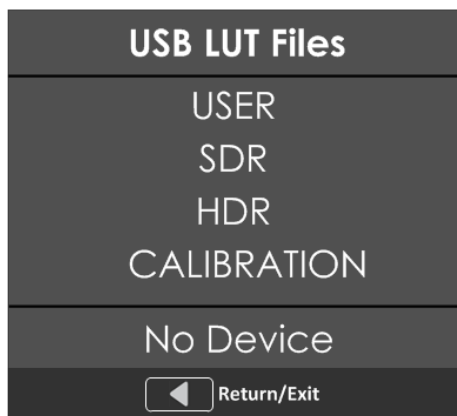 USB LUT Files
USER
SDR
HDR
CALIBRATION
No Device
Return/Exit